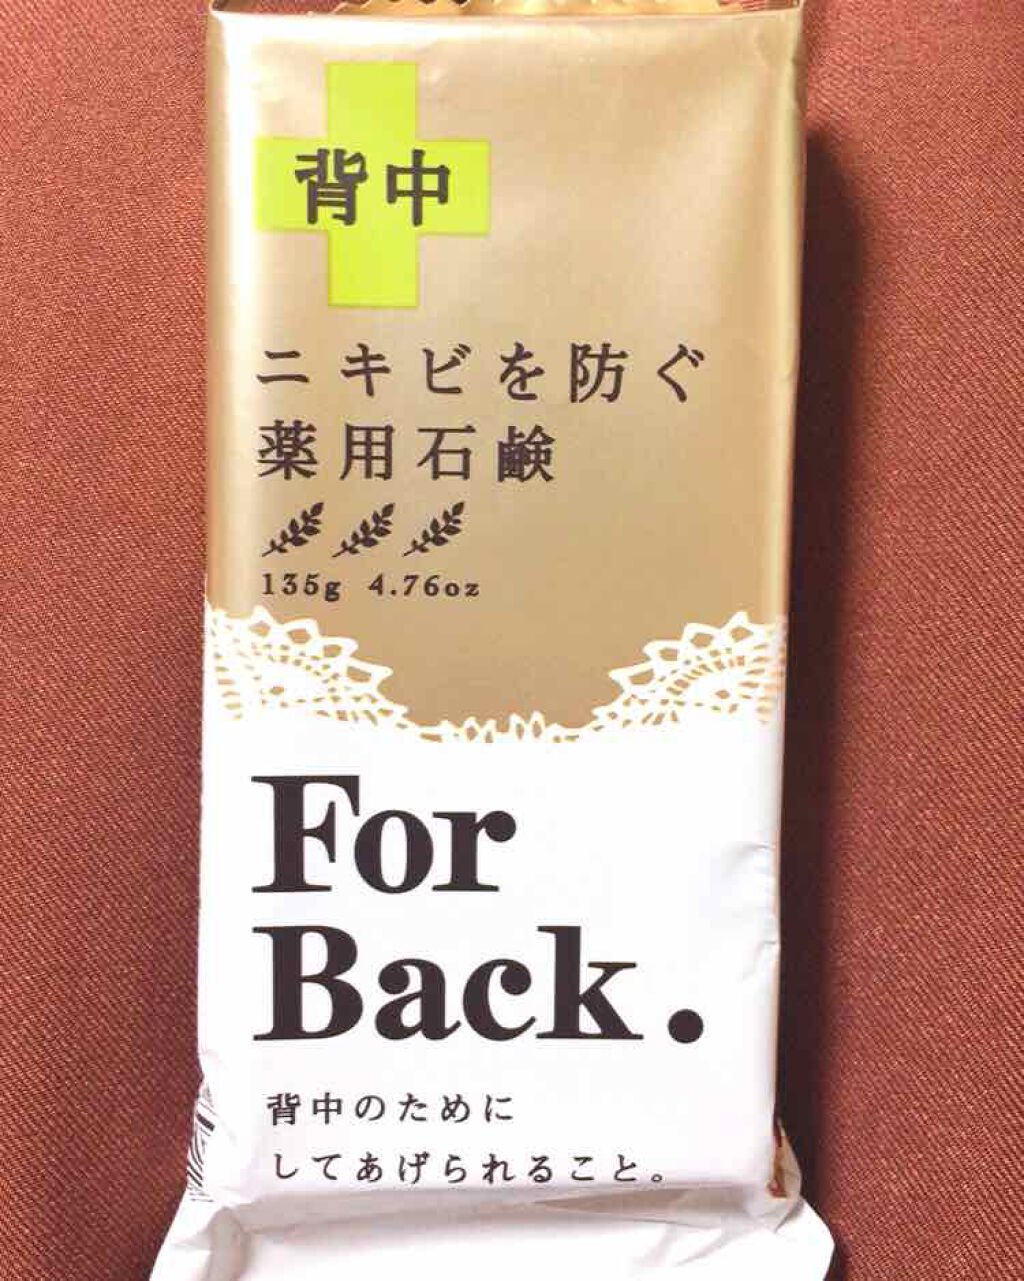 背中
ニキビを防ぐ
薬用石鹸
135g 4.76oz
For
Back.
背中のために
してあげられること。